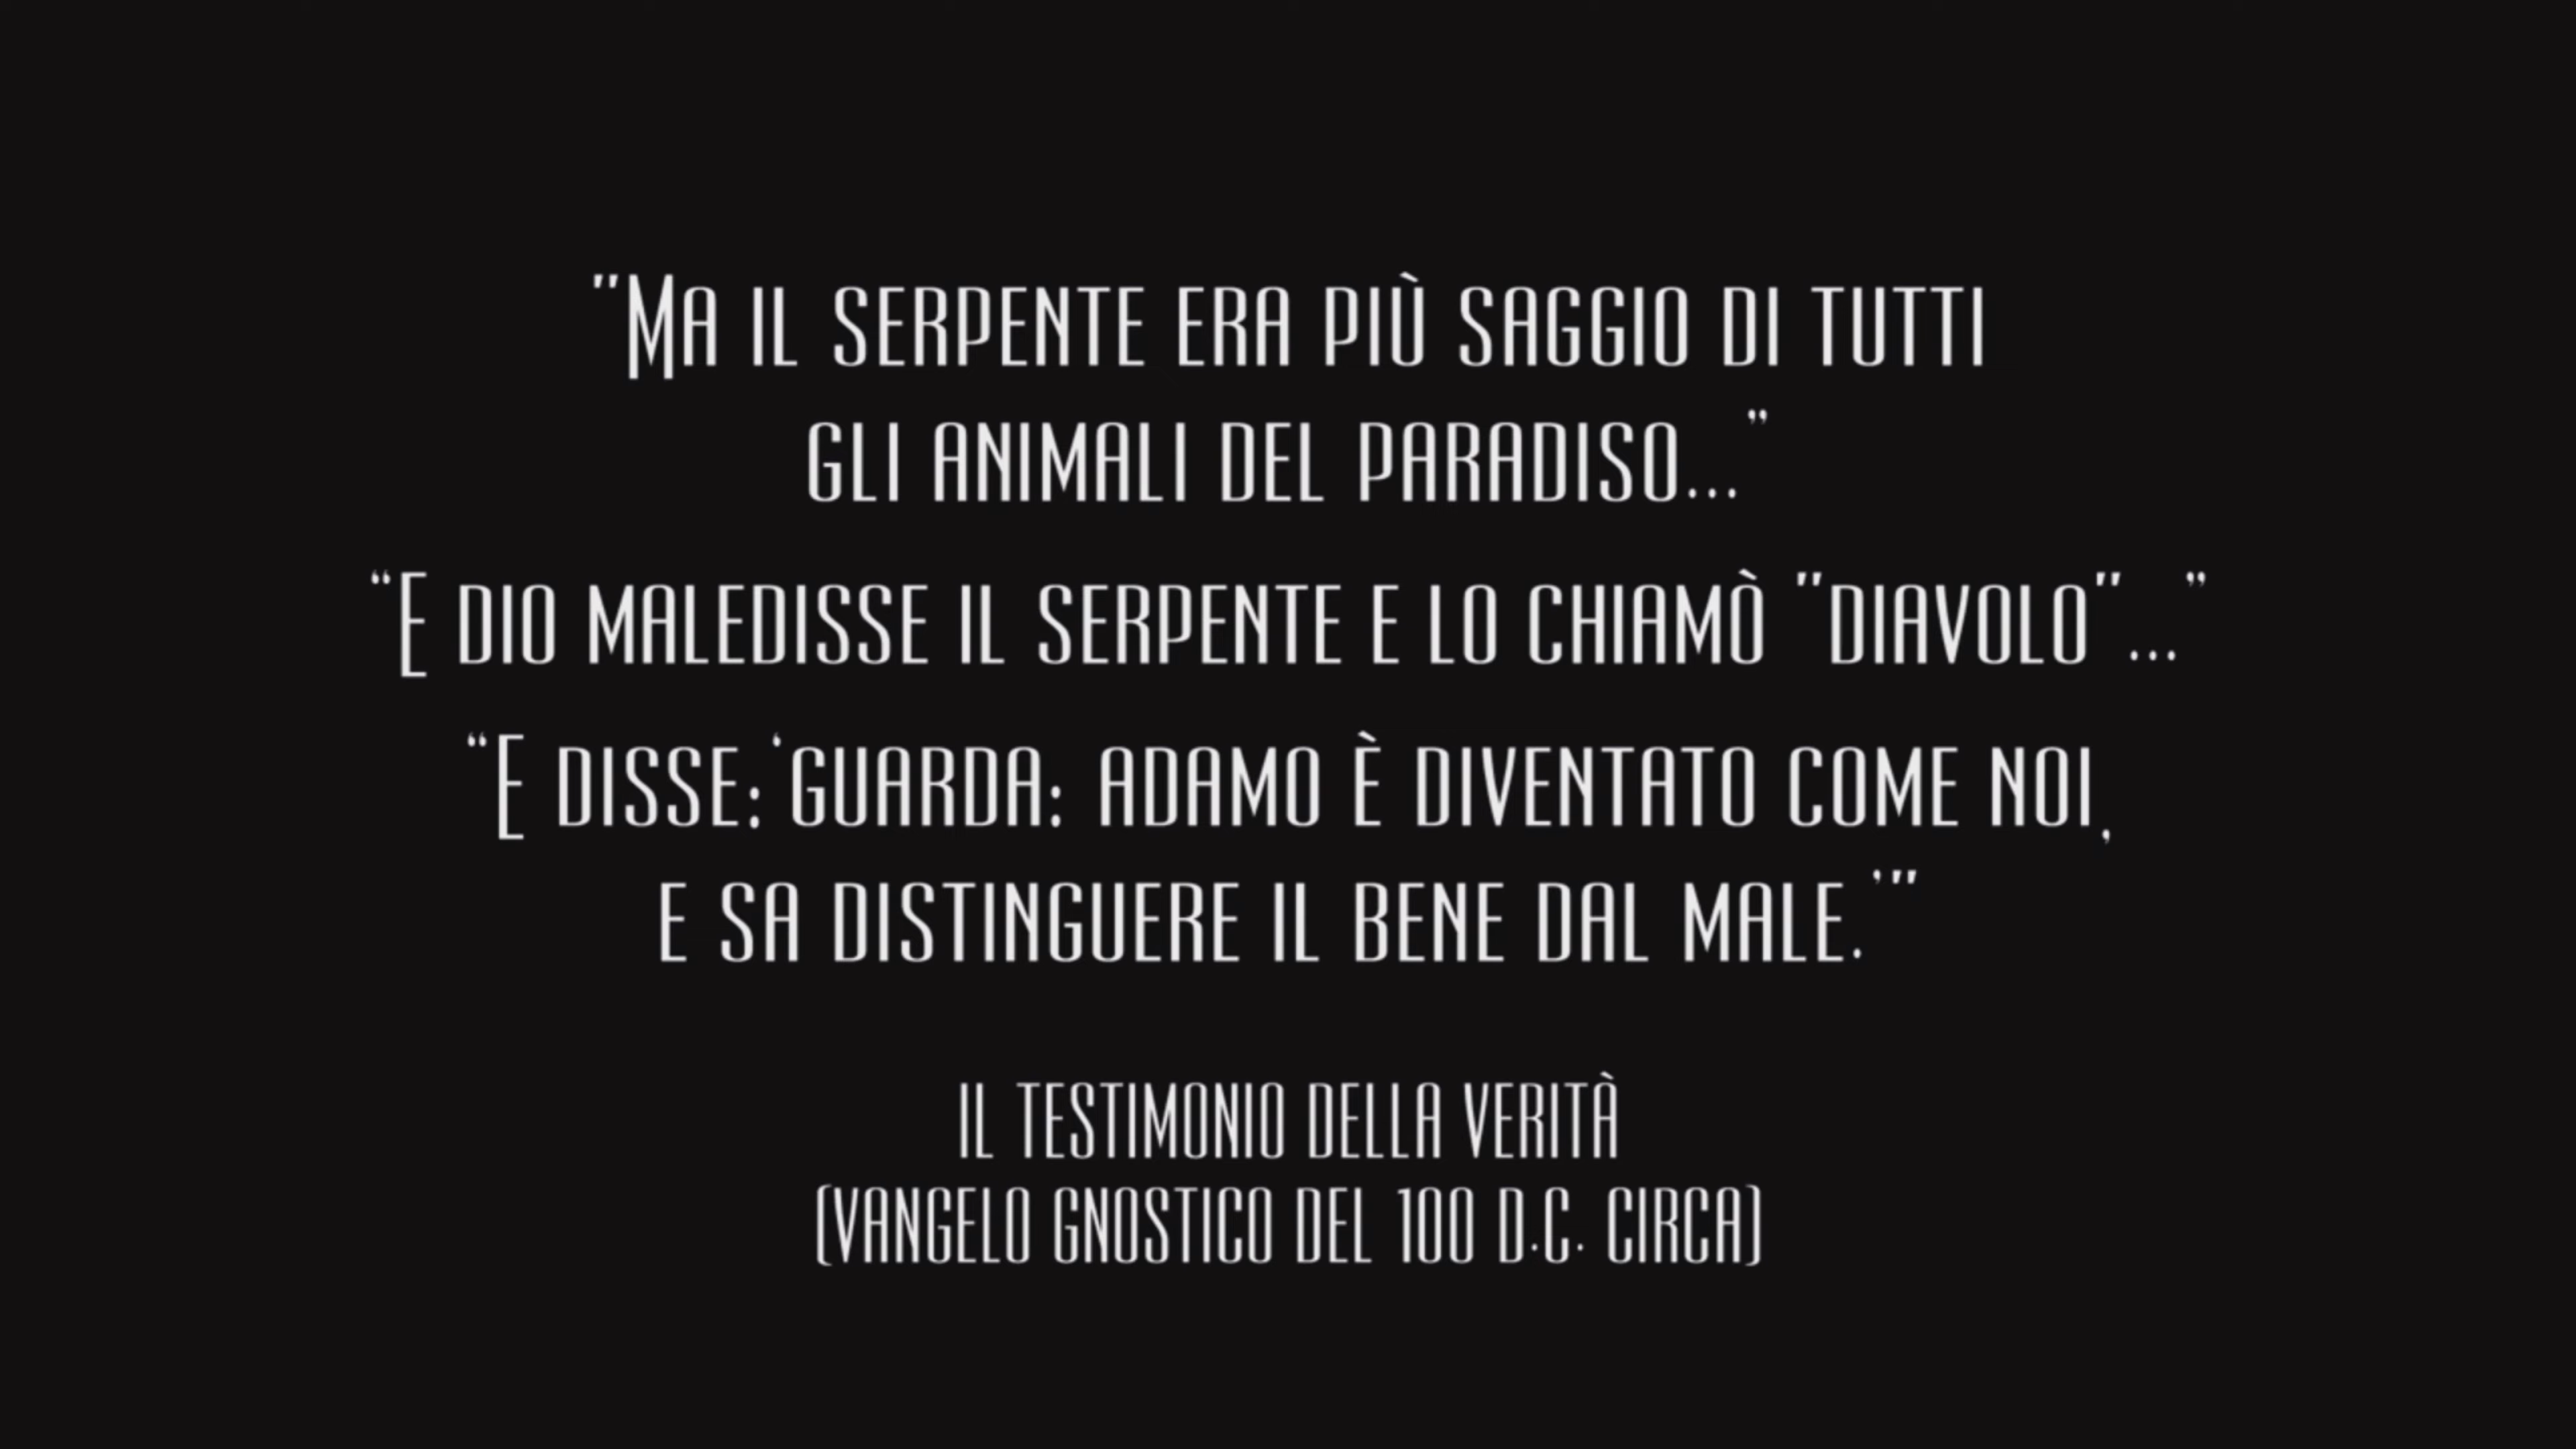 "Ma il serpente era più saggio di tutti
gli animali del paradiso..."
“E dio maledisse il serpente e lo chiamò "diavolo"...”
“E disse:‘guarda: adamo è diventato come noi,
e sa distinguere il bene dal male.’"
IL TESTIMONIO DELLA VERITÀ
(VANGELO GNOSTICO DEL 100 D.C. CIRCA)